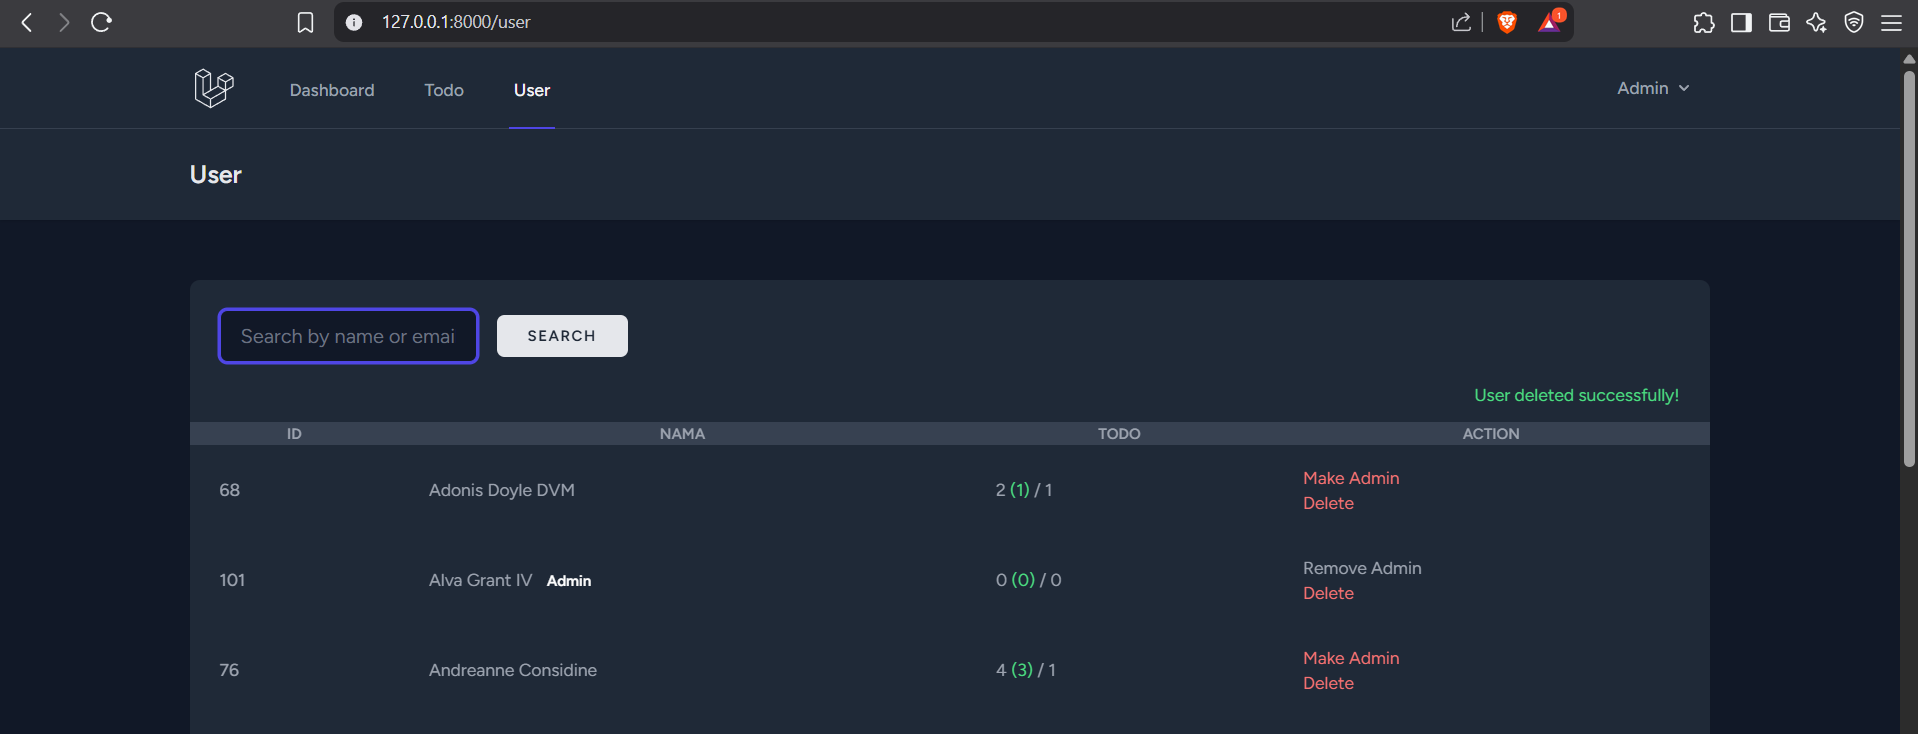 127.0.0.1:8000/user
1
Dashboard Todo User Admin
User
Search by name or emai SEARCH
User deleted successfully!
ID NAMA TODO ACTION
68 Adonis Doyle DVM 2 (1) / 1 Make Admin
Delete
101 Alva Grant IV Admin 0 (0) / 0 Remove Admin
Delete
76 Andreanne Considine 4 (3) / 1 Make Admin
Delete